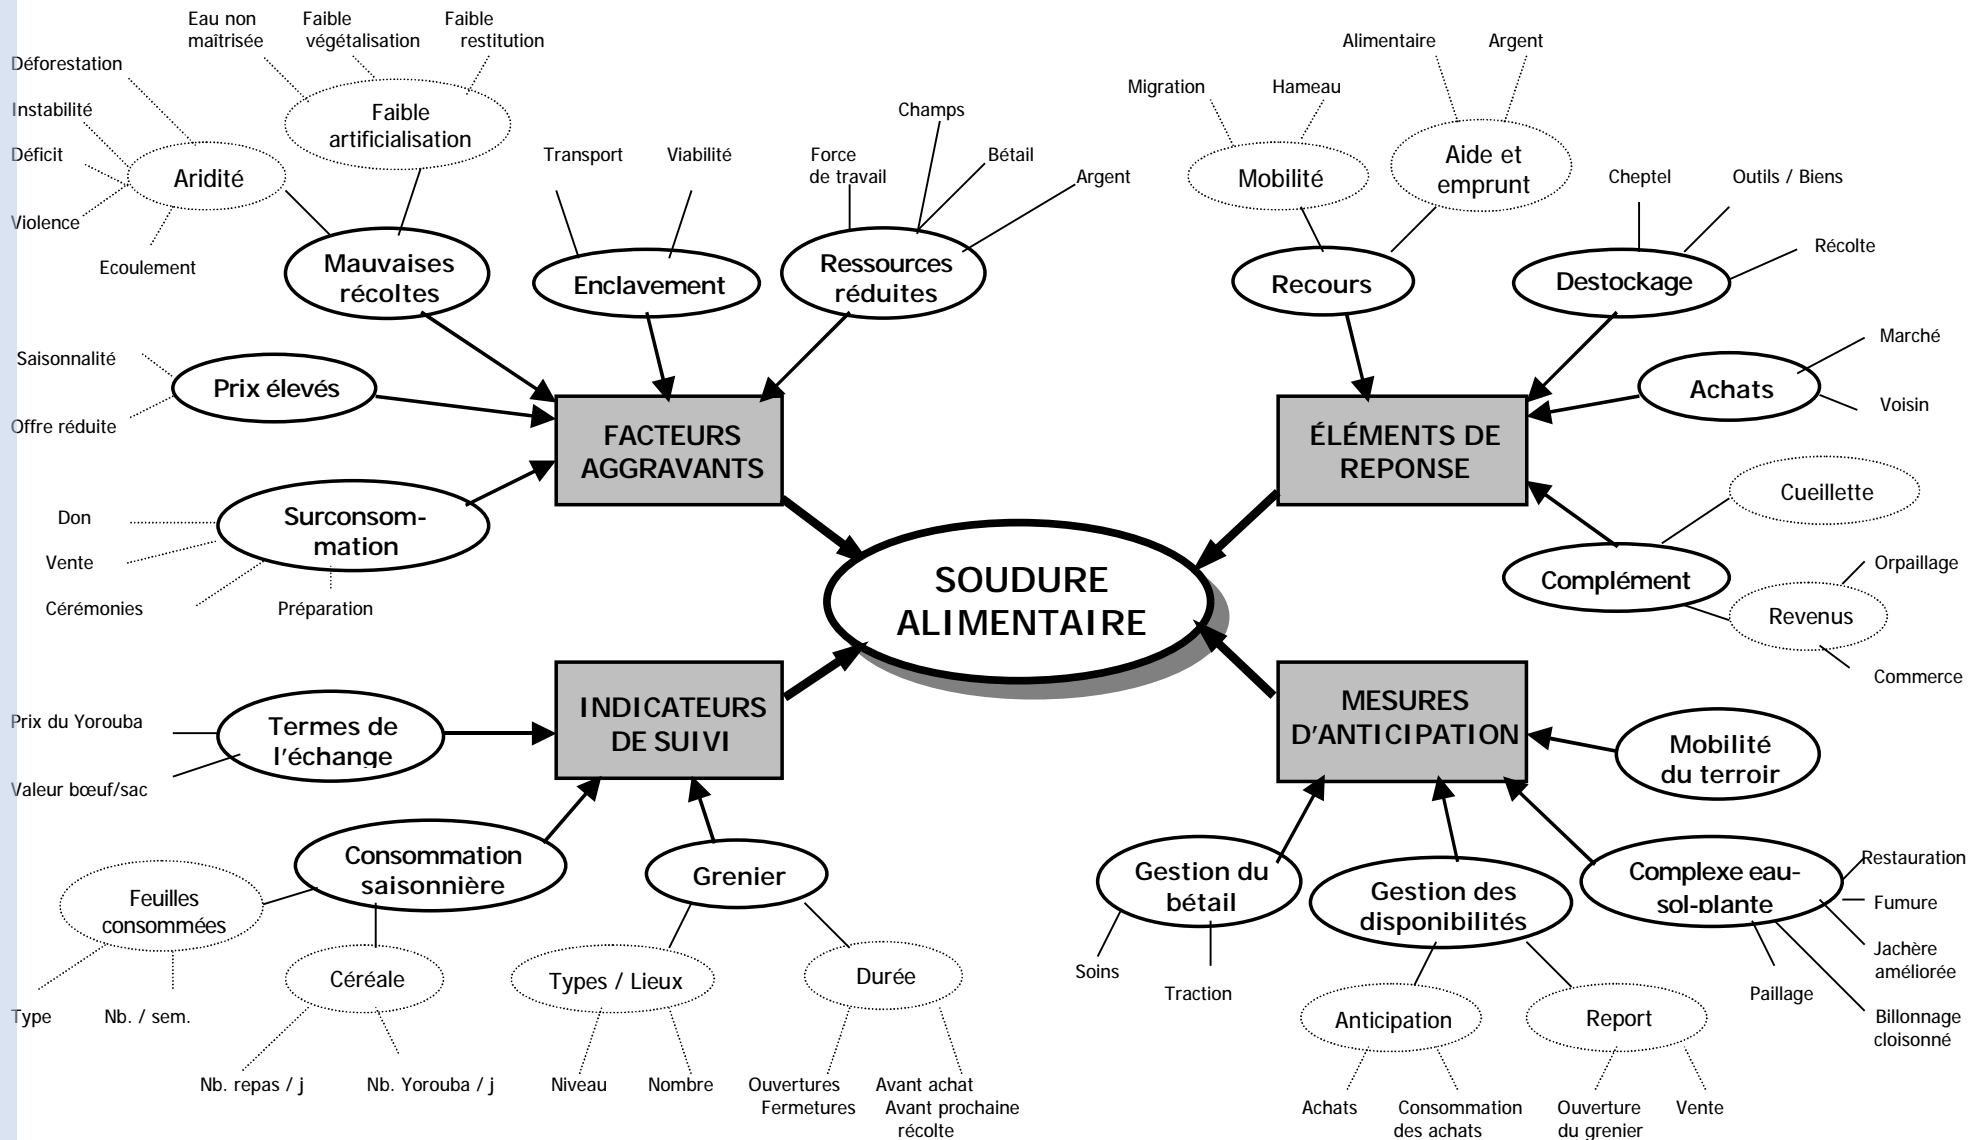 Eau non
maîtrisée
Faible
végétalisation
Faible
restitution
Déforestation
Instabilité
Déficit
Violence
Ecoulement
Aridité
Faible
artificialisation
Mauvaises
récoltes
Transport
Viabilité
Enclavement
Force
de travail
Champs
Bétail
Argent
Ressources
réduites
Saisonnalité
Offre réduite
Prix élevés
Don
Vente
Cérémonies
Préparation
Surconsom-
mation
FACTEURS
AGGRAVANTS
Migration
Hameau
Mobilité
Alimentaire
Argent
Aide et
emprunt
Recours
Cheptel
Outils / Biens
Récolte
Destockage
Marché
Voisin
Achats
ÉLÉMENTS DE
REPONSE
Cueillette
Complément
Orpaillage
Revenus
Commerce
SOUDURE
ALIMENTAIRE
INDICATEURS
DE SUIVI
Prix du Yorouba
Valeur bœuf/sac
Termes de
l'échange
Consommation
saisonnière
Feuilles
consommées
Type
Nb. / sem.
Céréale
Nb. repas / j
Nb. Yorouba / j
Grenier
Types / Lieux
Niveau
Nombre
Durée
Ouvertures
Fermetures
Avant achat
Avant prochaine
récolte
MESURES
D'ANTICIPATION
Mobilité
du terroir
Gestion du
bétail
Soins
Traction
Gestion des
disponibilités
Anticipation
Achats
Consommation
des achats
Report
Ouverture
du grenier
Vente
Complexe eau-
sol-plante
Restauration
Fumure
Jachère
améliorée
Paillage
Billonnage
cloisonné